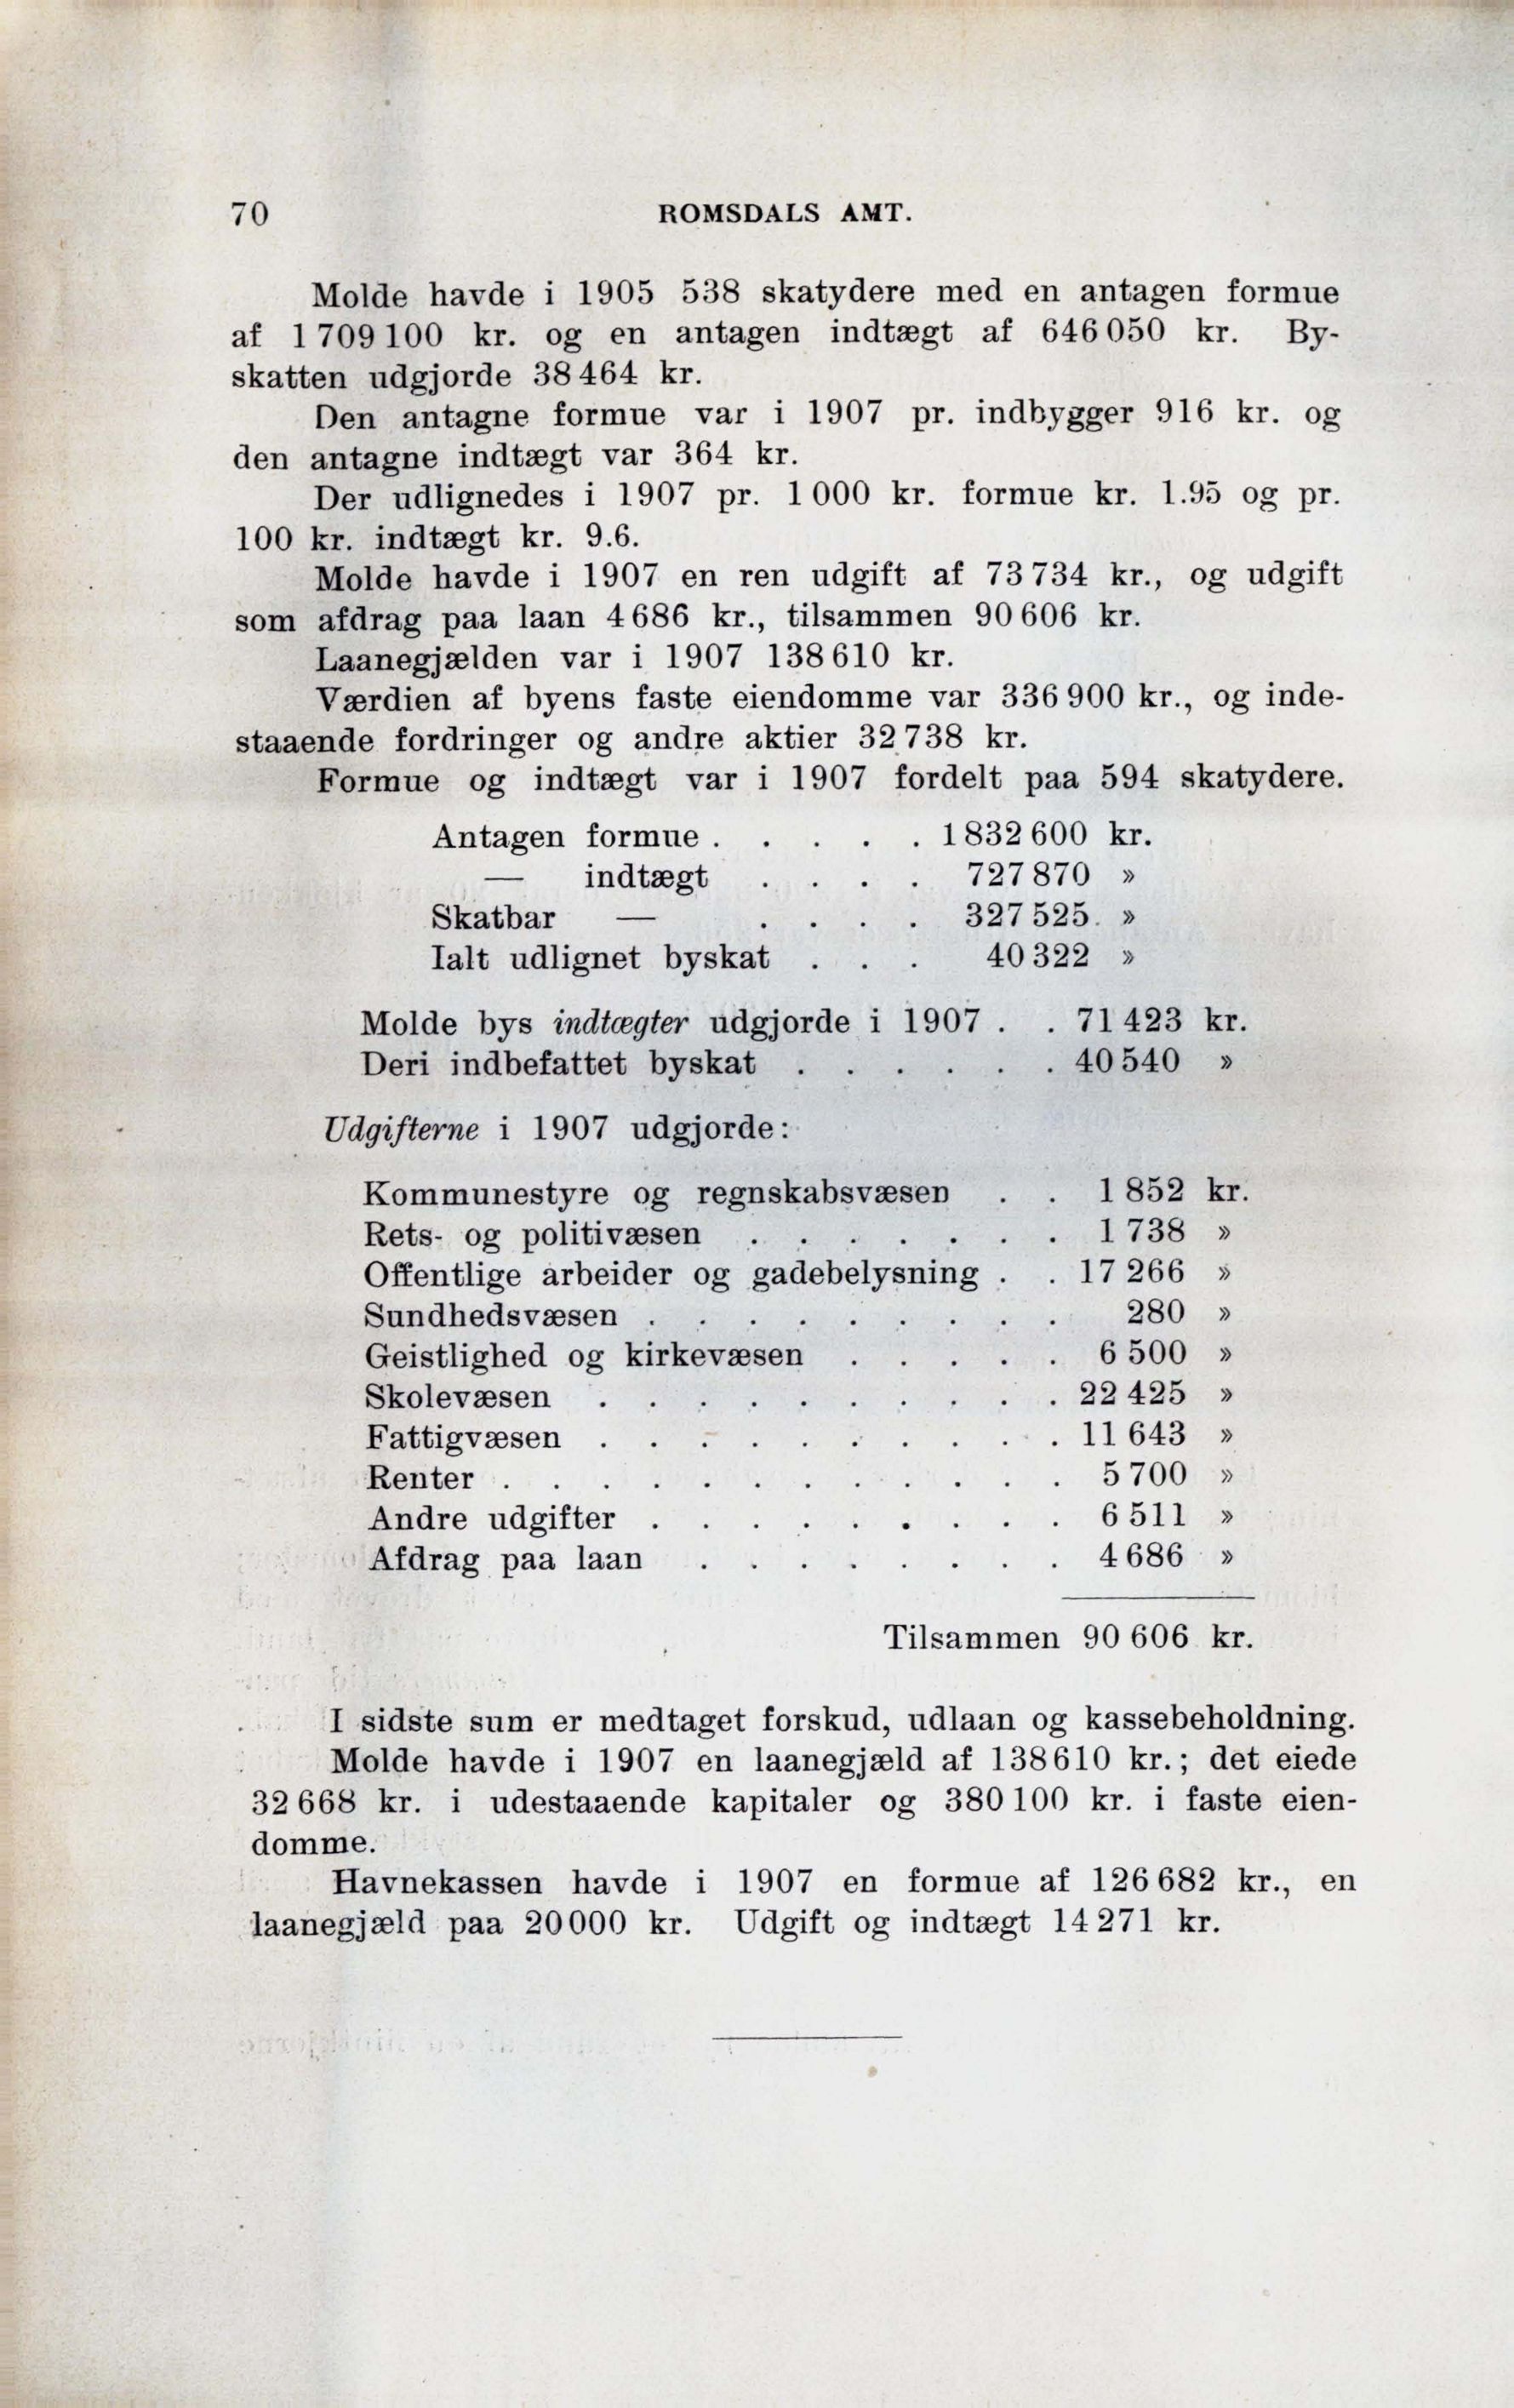 70 ROMSDALS AMT.
Molde havde i 1905 538 skatydere med en antagen formue
af 1 709 100 kr. og en antagen indtægt af 646 050 kr. By-
skatten udgjorde 38 464 kr.
Den antagne formue var i 1907 pr. indbygger 916 kr. og
den antagne indtægt var 364 kr.
Der udlignedes i 1907 pr. 1 000 kr. formue kr. 1.95 og pr.
100 kr. indtægt kr. 9.6.
Molde havde i 1907 en ren udgift af 73 734 kr., og udgift
som afdrag paa laan 4 686 kr., tilsammen 90 606 kr.
Laanegjælden var i 1907 138 610 kr.
Værdien af byens faste eiendomme var 336 900 kr., og inde-
staaende fordringer og andre aktier 32 738 kr.
Formue og indtægt var i 1907 fordelt paa 594 skatydere.
Antagen formue . . . . . 1 832 600 kr.
— indtægt . . . . 727 870 »
Skatbar — . . . . 327 525 »
Ialt udlignet byskat . . . 40 322 »
Molde bys indtægter udgjorde i 1907 . . 71 423 kr.
Deri indbefattet byskat . . . . . . 40 540 »
Udgifterne i 1907 udgjorde:
Kommunestyre og regnskabsvæsen . . 1 852 kr.
Rets- og politivæsen . . . . . . . 1 738 »
Offentlige arbeider og gadebelysning . . 17 266 »
Sundhedsvæsen . . . . . . . . . 280 »
Geistlighed og kirkevæsen . . . . . 6 500 »
Skolevæsen . . . . . . . . . . 22 425 »
Fattigvæsen . . . . . . . . . . 11 643 »
Renter . . . . . . . . . . . . 5 700 »
Andre udgifter . . . . . . . . . 6 511 »
Afdrag paa laan . . . . . . . . 4 686 »
Tilsammen 90 606 kr.
I sidste sum er medtaget forskud, udlaan og kassebeholdning.
Molde havde i 1907 en laanegjæld af 138 610 kr.; det eiede
32 668 kr. i udestaaende kapitaler og 380 100 kr. i faste eien-
domme.
Havnekassen havde i 1907 en formue af 126 682 kr., en
laanegjæld paa 20 000 kr. Udgift og indtægt 14 271 kr.